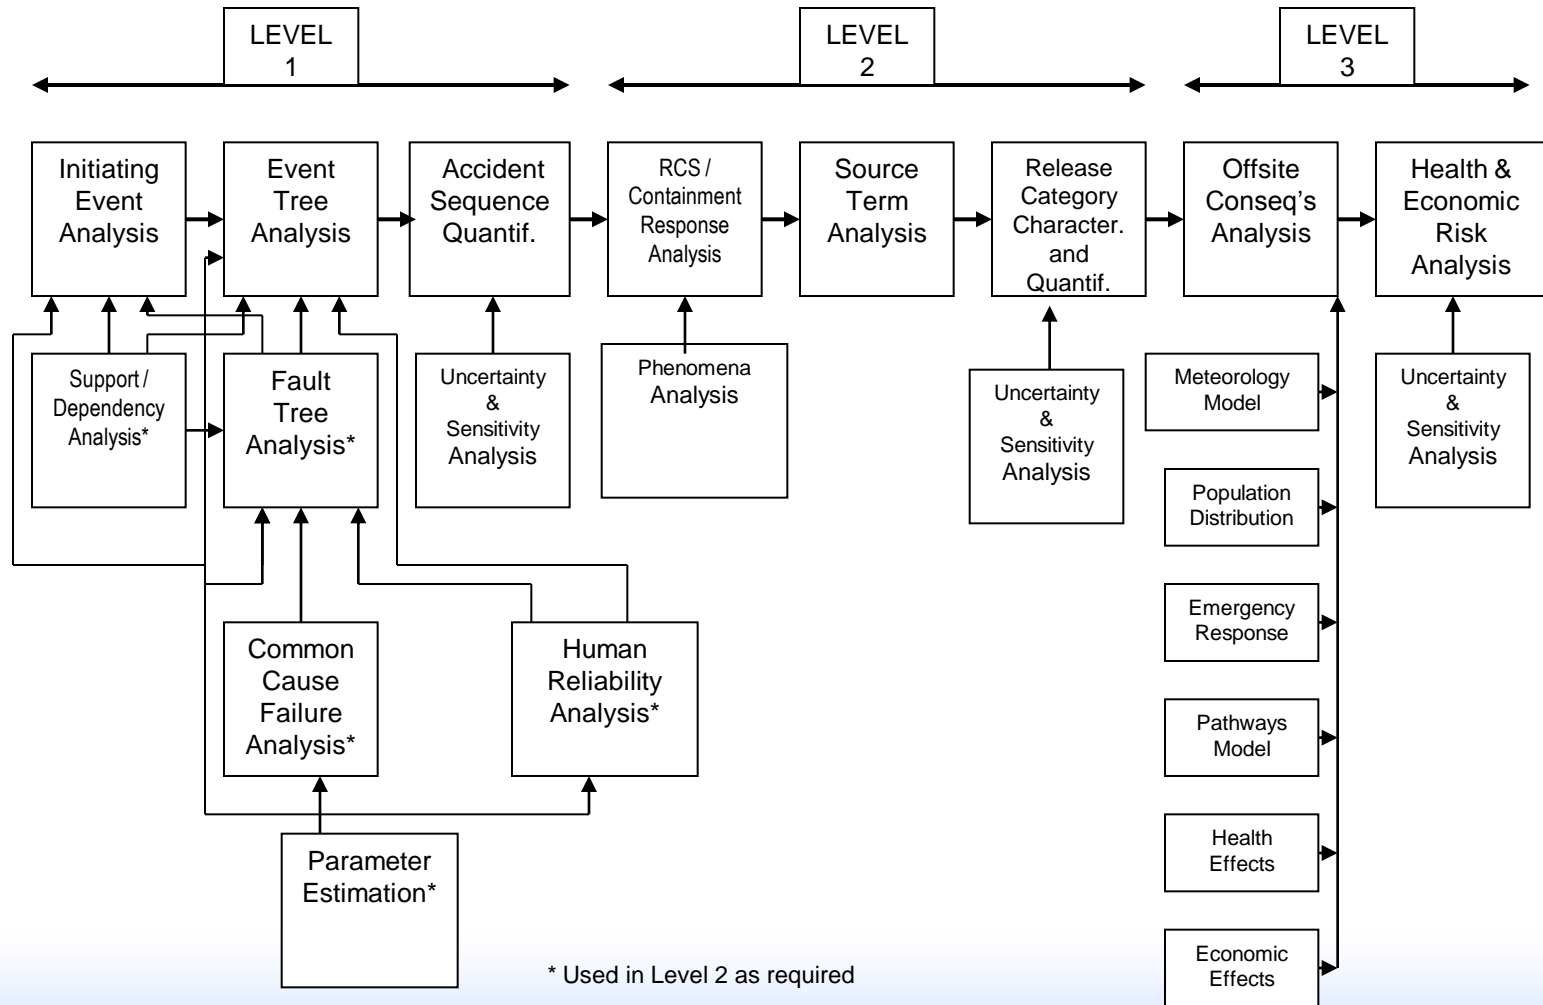 LEVEL
1
LEVEL
2
LEVEL
3
Initiating
Event
Analysis
Event
Tree
Analysis
Accident
Sequence
Quantif.
RCS /
Containment
Response
Analysis
Source
Term
Analysis
Release
Category
Character.
and
Quantif.
Offsite
Conseq's
Analysis
Health &
Economic
Risk
Analysis
Support /
Dependency
Analysis*
Fault
Tree
Analysis*
Uncertainty
&
Sensitivity
Analysis
Phenomena
Analysis
Uncertainty
&
Sensitivity
Analysis
Meteorology
Model
Uncertainty
&
Sensitivity
Analysis
Population
Distribution
Emergency
Response
Common
Cause
Failure
Analysis*
Human
Reliability
Analysis*
Pathways
Model
Parameter
Estimation*
Health
Effects
Economic
Effects
* Used in Level 2 as required